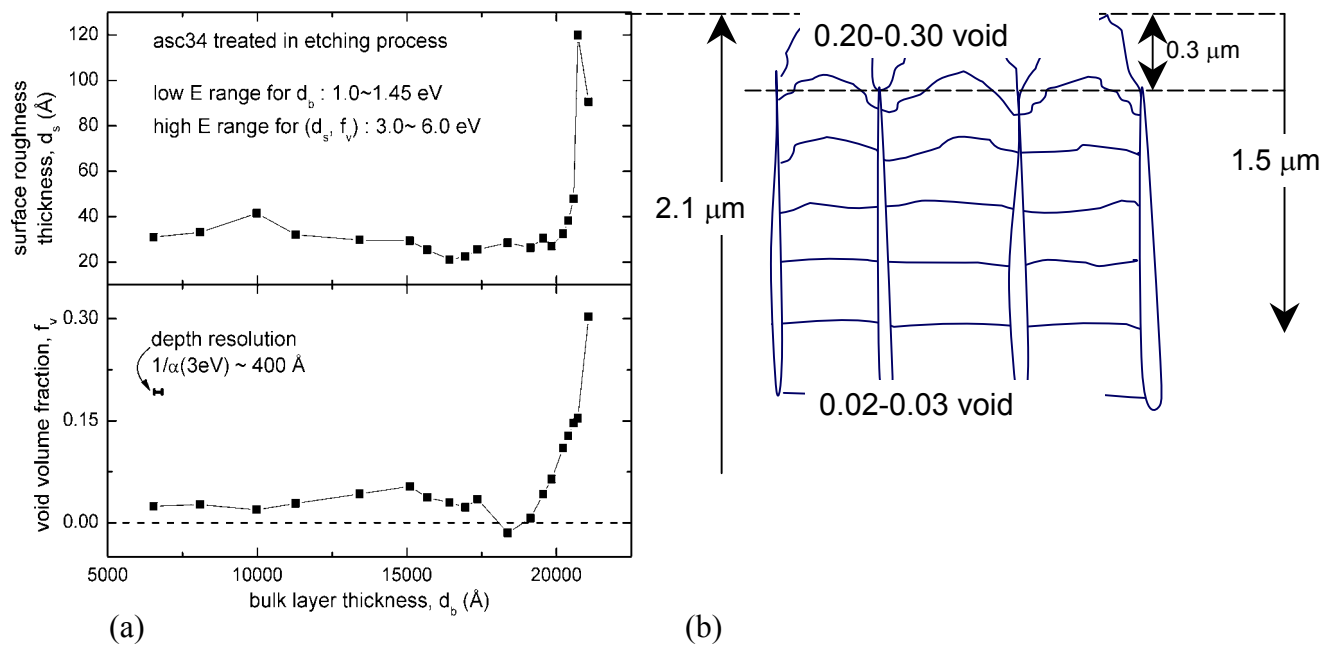 asc34 treated in etching process
low E range for d_b : 1.0~1.45 eV
high E range for (d_s, f_v) : 3.0~ 6.0 eV
surface roughness
thickness, d_s (Å)
120
100
80
60
40
20
depth resolution
1/α(3eV) ~ 400 Å
void volume fraction, f_v
0.30
0.15
0.00
5000 10000 15000 20000
bulk layer thickness, d_b (Å)
(a)
0.20-0.30 void
0.3 μm
2.1 μm
1.5 μm
0.02-0.03 void
(b)